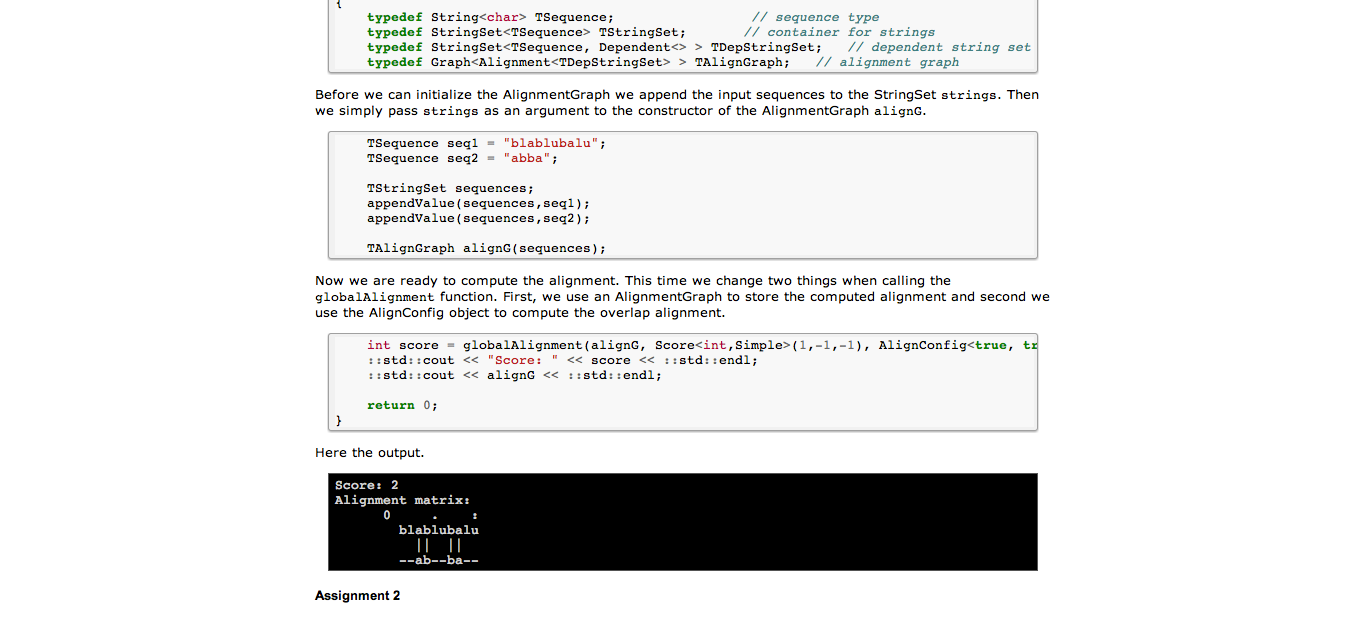 {
typedef String<char> TSequence; // sequence type
typedef StringSet<TSequence> TStringSet; // container for strings
typedef StringSet<TSequence, Dependent<> > TDepStringSet; // dependent string set
typedef Graph<Alignment<TDepStringSet> > TAlignGraph; // alignment graph
Before we can initialize the AlignmentGraph we append the input sequences to the StringSet strings. Then
we simply pass strings as an argument to the constructor of the AlignmentGraph alignG.
TSequence seq1 = "blablubalu";
TSequence seq2 = "abba";
TStringSet sequences;
appendValue(sequences,seq1);
appendValue(sequences,seq2);
TAlignGraph alignG(sequences);
Now we are ready to compute the alignment. This time we change two things when calling the
globalAlignment function. First, we use an AlignmentGraph to store the computed alignment and second we
use the AlignConfig object to compute the overlap alignment.
int score = globalAlignment(alignG, Score<int,Simple>(1,-1,-1), AlignConfig<true, tr
::std::cout << "Score: " << score << ::std::endl;
::std::cout << alignG << ::std::endl;
return 0;
}
Here the output.
Score: 2
Alignment matrix:
0 . :
blablubalu
|| ||
--ab--ba--
Assignment 2